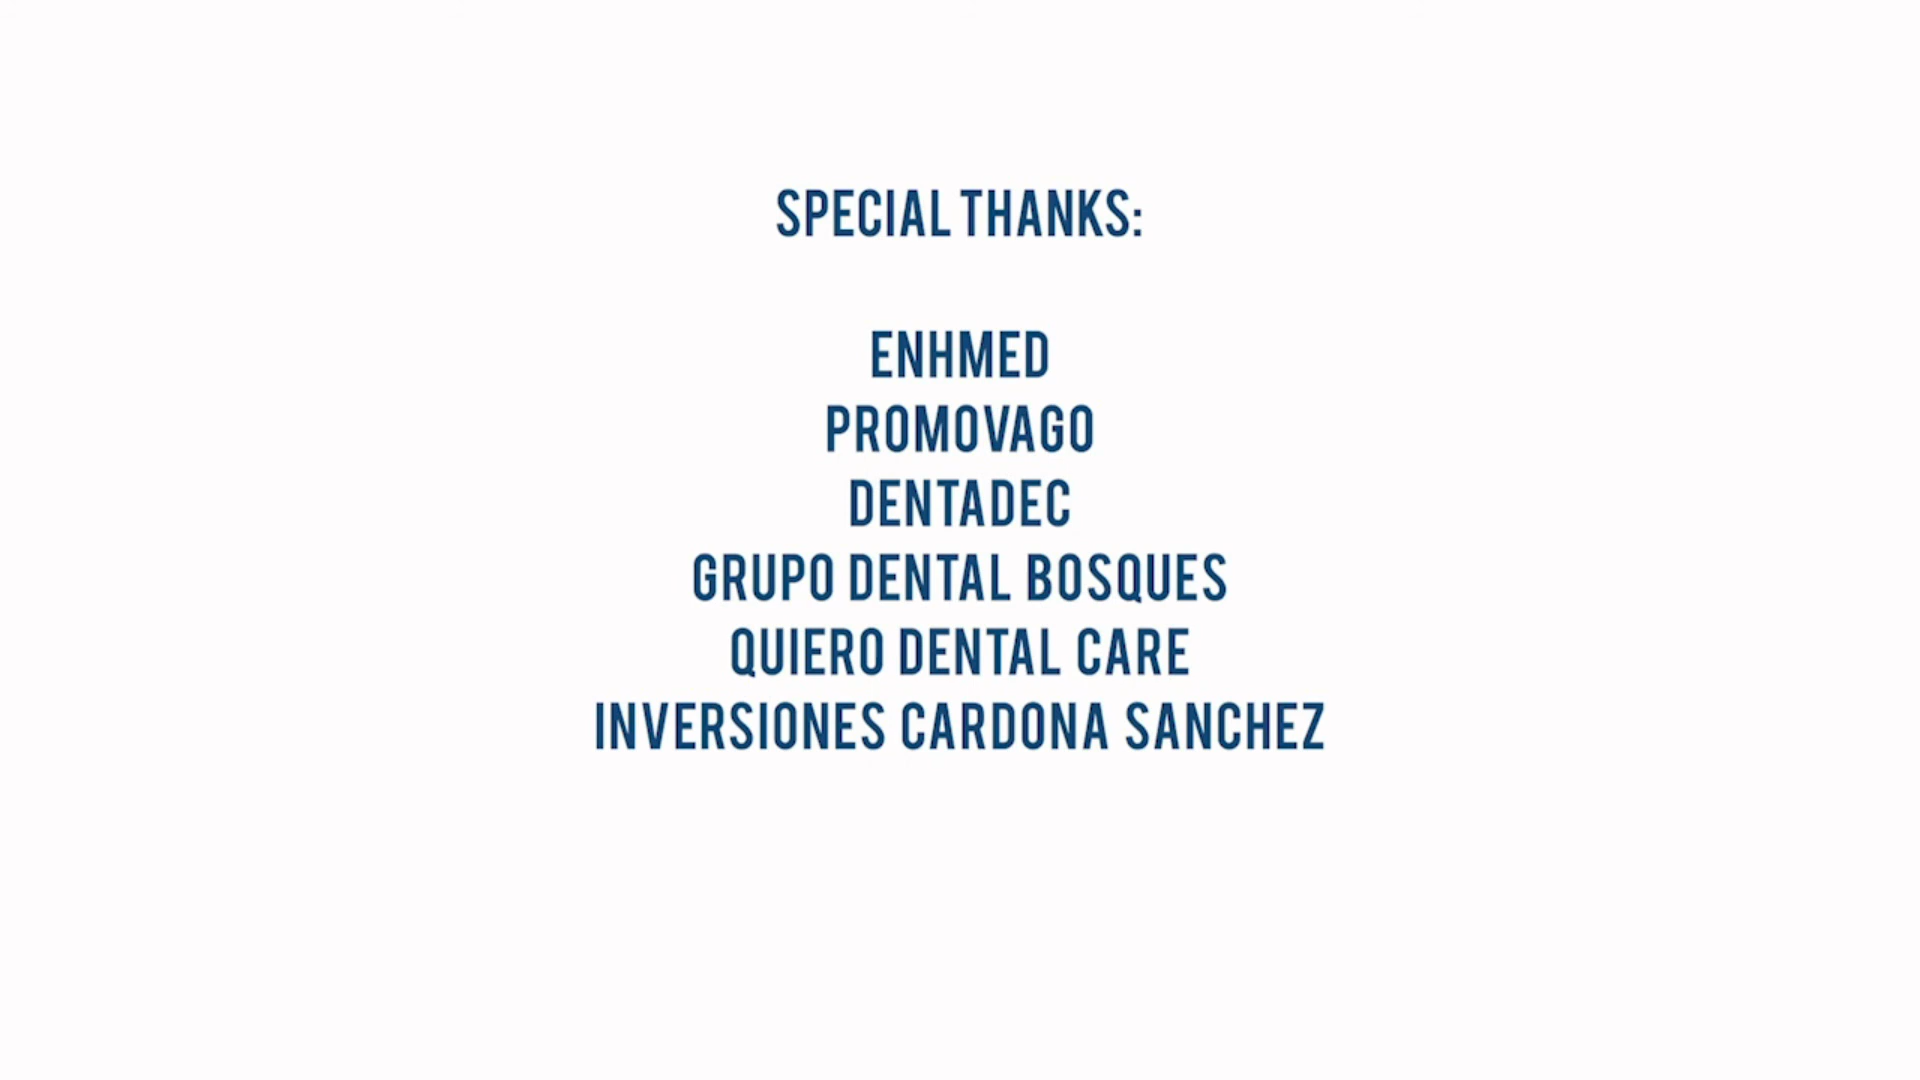 SPECIAL THANKS:
ENHMED
PROMOVAGO
DENTADEC
GRUPO DENTAL BOSQUES
QUIERO DENTAL CARE
INVERSIONES CARDONA SANCHEZ